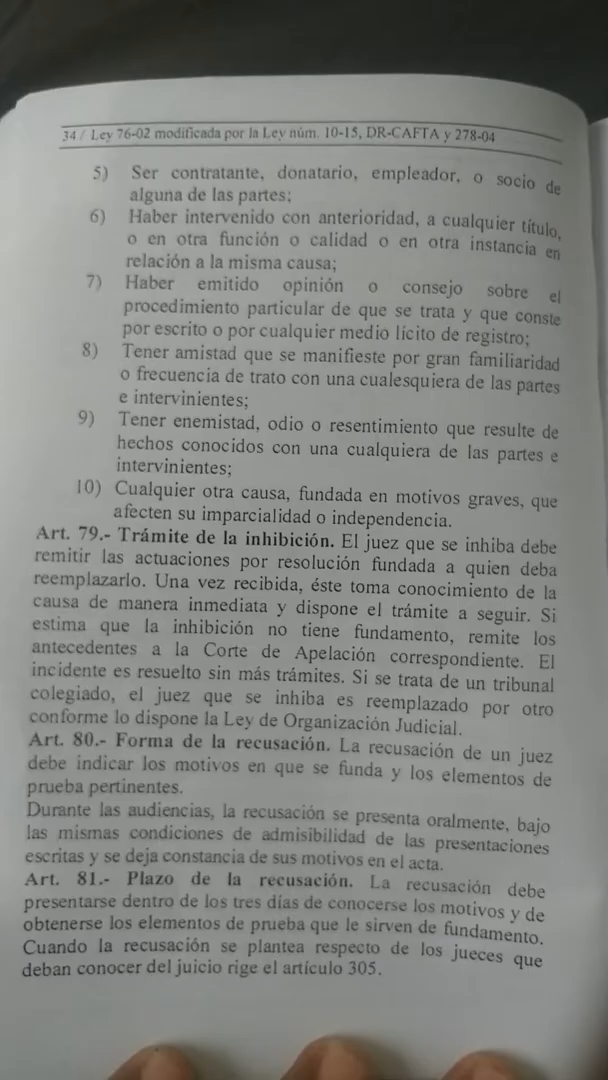 34 / Ley 76-02 modificada por la Ley núm. 10-15, DR-CAFTA y 278-04
5) Ser contratante, donatario, empleador, o socio de
alguna de las partes;
6) Haber intervenido con anterioridad, a cualquier título,
o en otra función o calidad o en otra instancia en
relación a la misma causa;
7) Haber emitido opinión o consejo sobre el
procedimiento particular de que se trata y que conste
por escrito o por cualquier medio lícito de registro;
8) Tener amistad que se manifieste por gran familiaridad
o frecuencia de trato con una cualesquiera de las partes
e intervinientes;
9) Tener enemistad, odio o resentimiento que resulte de
hechos conocidos con una cualquiera de las partes e
intervinientes;
10) Cualquier otra causa, fundada en motivos graves, que
afecten su imparcialidad o independencia.
Art. 79.- Trámite de la inhibición. El juez que se inhiba debe
remitir las actuaciones por resolución fundada a quien deba
reemplazarlo. Una vez recibida, éste toma conocimiento de la
causa de manera inmediata y dispone el trámite a seguir. Si
estima que la inhibición no tiene fundamento, remite los
antecedentes a la Corte de Apelación correspondiente. El
incidente es resuelto sin más trámites. Si se trata de un tribunal
colegiado, el juez que se inhiba es reemplazado por otro
conforme lo dispone la Ley de Organización Judicial.
Art. 80.- Forma de la recusación. La recusación de un juez
debe indicar los motivos en que se funda y los elementos de
prueba pertinentes.
Durante las audiencias, la recusación se presenta oralmente, bajo
las mismas condiciones de admisibilidad de las presentaciones
escritas y se deja constancia de sus motivos en el acta.
Art. 81.- Plazo de la recusación. La recusación debe
presentarse dentro de los tres días de conocerse los motivos y de
obtenerse los elementos de prueba que le sirven de fundamento.
Cuando la recusación se plantea respecto de los jueces que
deban conocer del juicio rige el artículo 305.